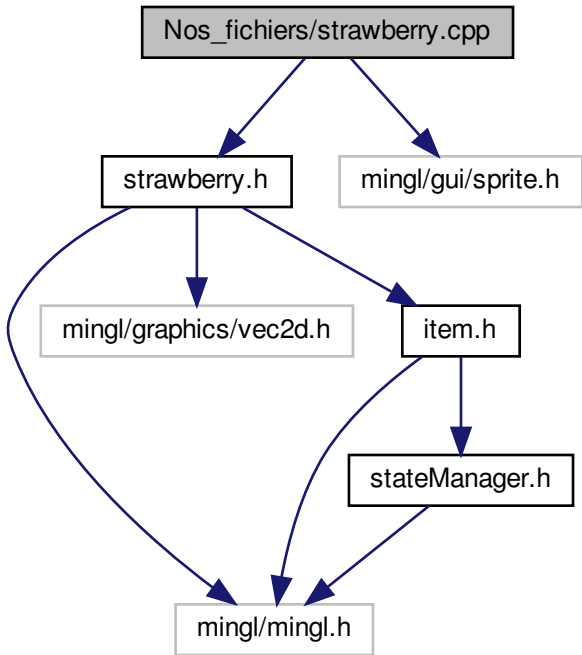 Nos_fichiers/strawberry.cpp
strawberry.h
mingl/gui/sprite.h
mingl/graphics/vec2d.h
item.h
stateManager.h
mingl/mingl.h